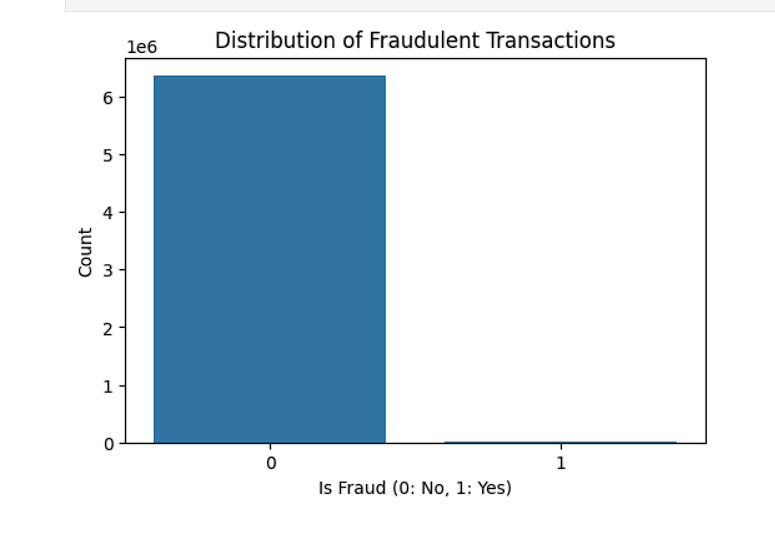 Distribution of Fraudulent Transactions
1e6
6
5
4
3
2
1
0
Count
0 1
Is Fraud (0: No, 1: Yes)